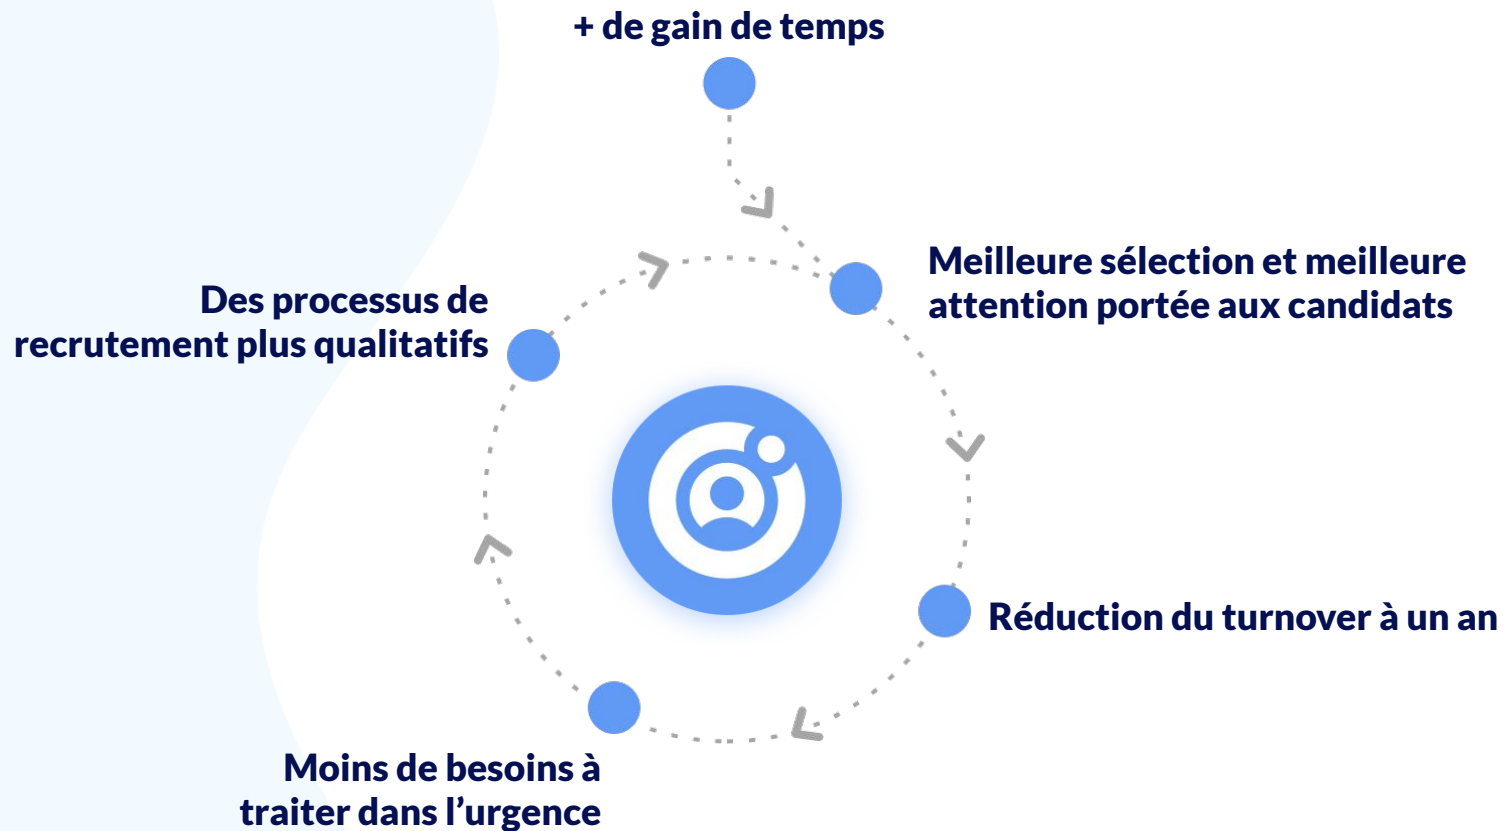 + de gain de temps
Meilleure sélection et meilleure
attention portée aux candidats
Des processus de
recrutement plus qualitatifs
Réduction du turnover à un an
Moins de besoins à
traiter dans l’urgence